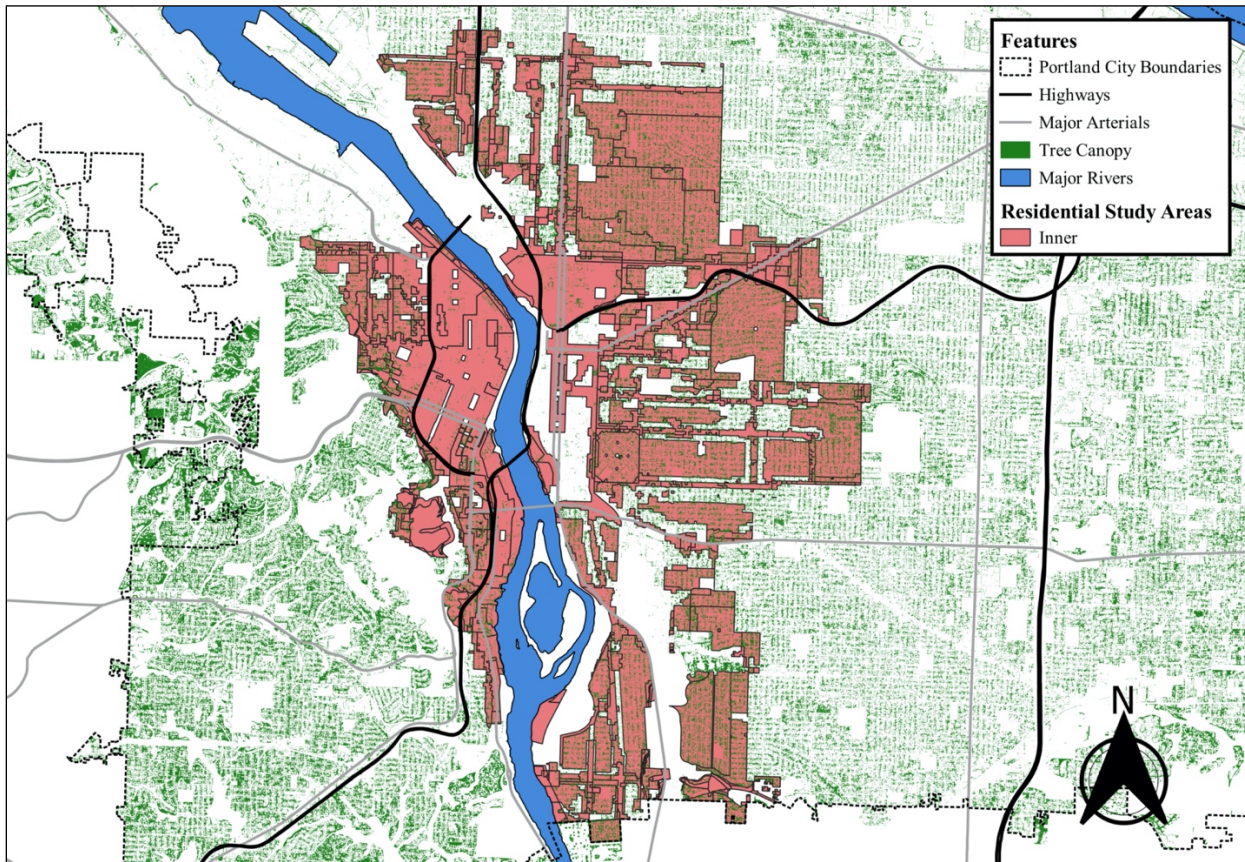 Features
Portland City Boundaries
Highways
Major Arterials
Tree Canopy
Major Rivers
Residential Study Areas
Inner
N